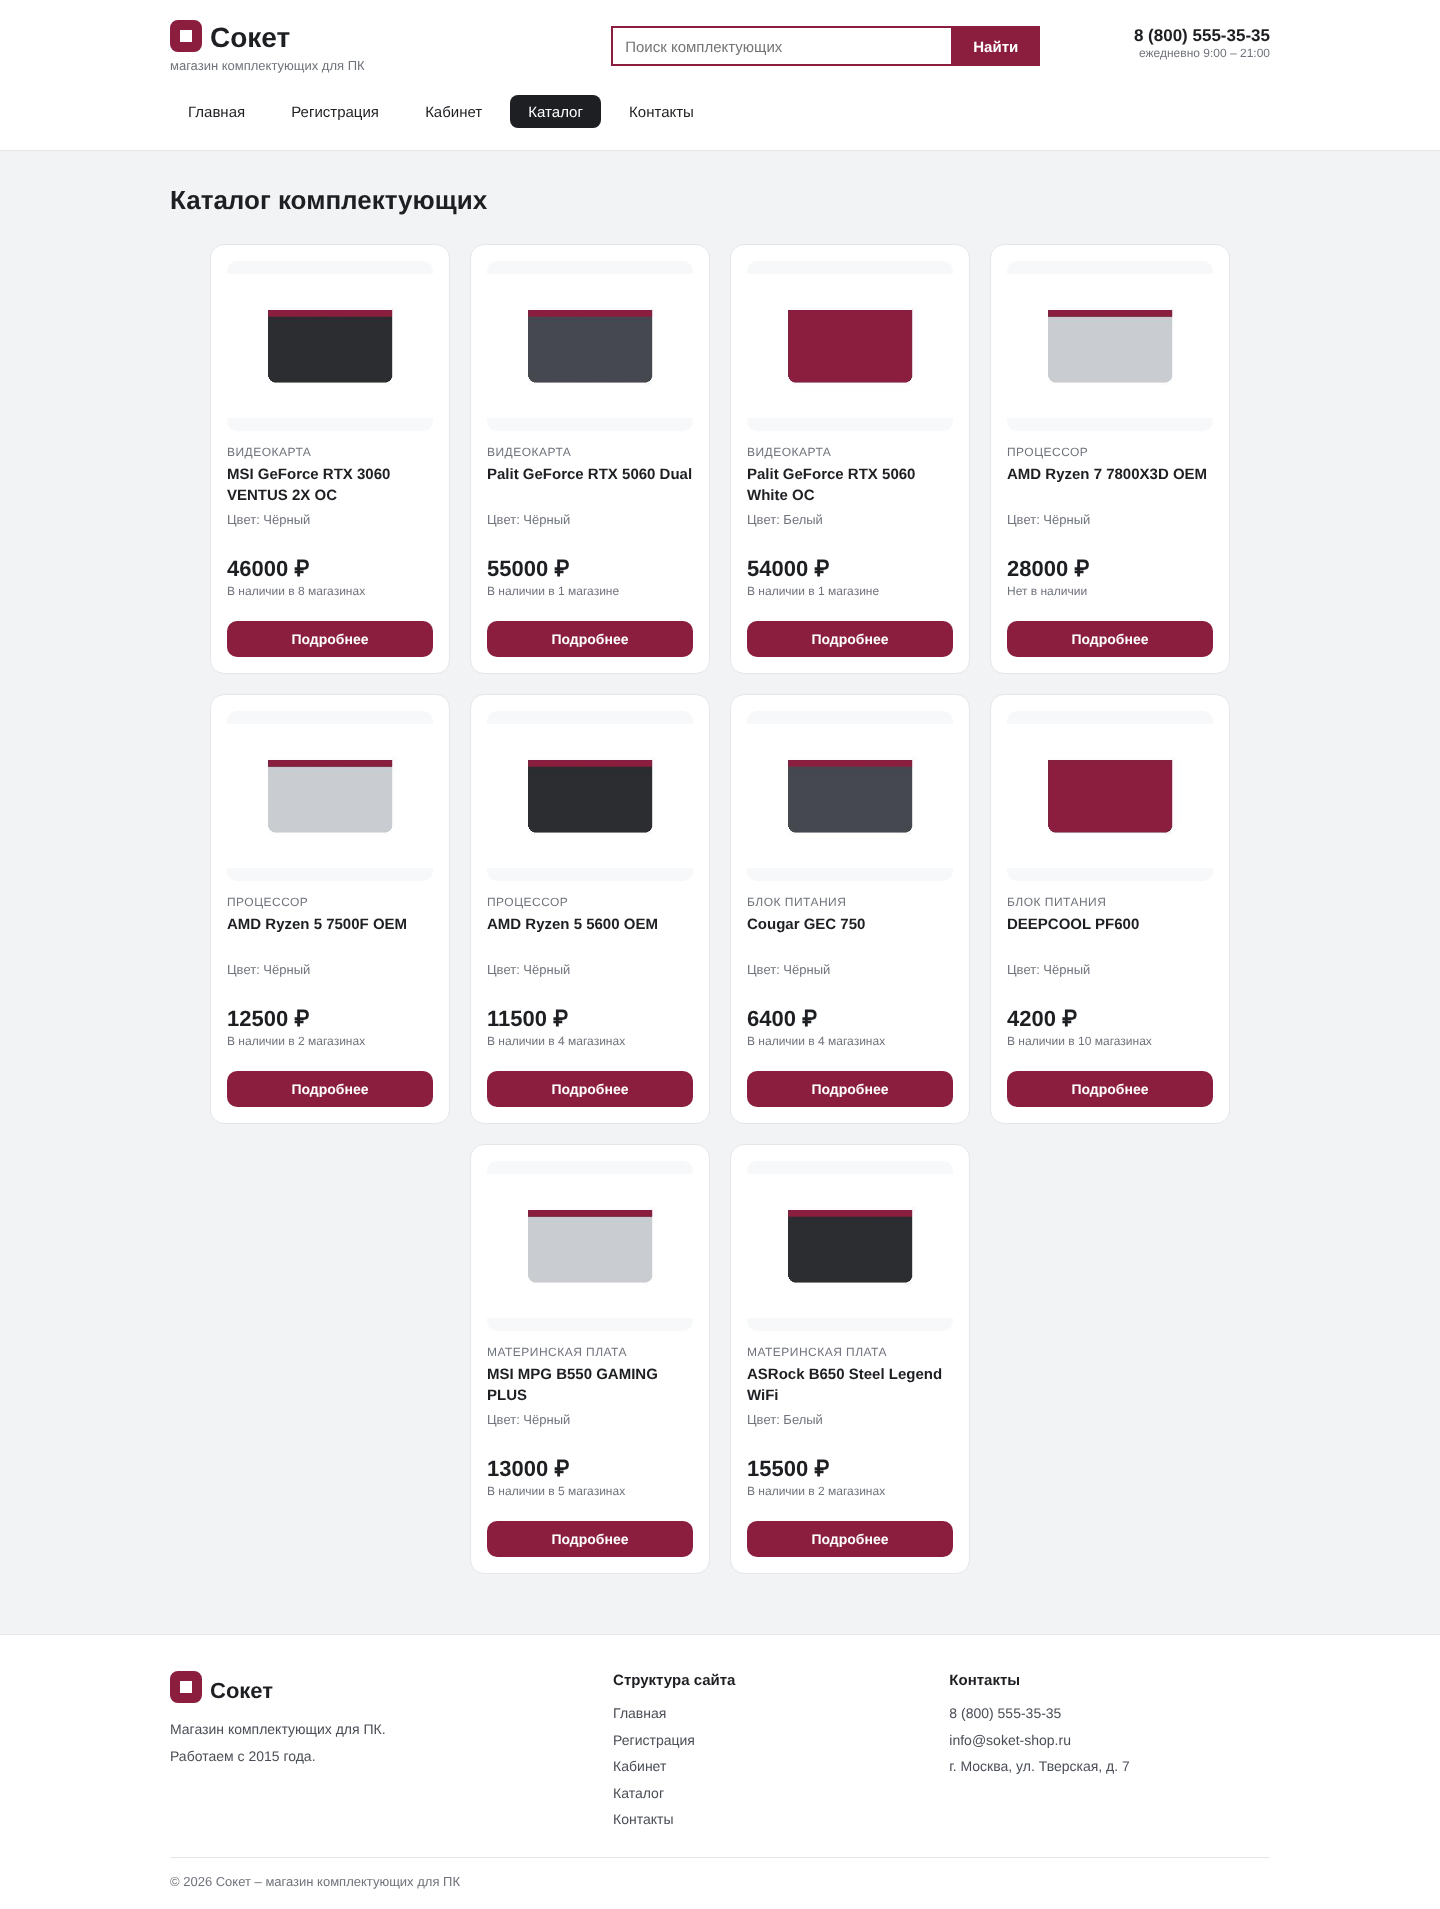 Сокет
магазин комплектующих для ПК
Поиск комплектующих
Найти
8 (800) 555-35-35
ежедневно 9:00 – 21:00
Главная
Регистрация
Кабинет
Каталог
Контакты
Каталог комплектующих
ВИДЕОКАРТА
MSI GeForce RTX 3060
VENTUS 2X OC
Цвет: Чёрный
46000 ₽
В наличии в 8 магазинах
Подробнее
ВИДЕОКАРТА
Palit GeForce RTX 5060 Dual
Цвет: Чёрный
55000 ₽
В наличии в 1 магазине
Подробнее
ВИДЕОКАРТА
Palit GeForce RTX 5060
White OC
Цвет: Белый
54000 ₽
В наличии в 1 магазине
Подробнее
ПРОЦЕССОР
AMD Ryzen 7 7800X3D OEM
Цвет: Чёрный
28000 ₽
Нет в наличии
Подробнее
ПРОЦЕССОР
AMD Ryzen 5 7500F OEM
Цвет: Чёрный
12500 ₽
В наличии в 2 магазинах
Подробнее
ПРОЦЕССОР
AMD Ryzen 5 5600 OEM
Цвет: Чёрный
11500 ₽
В наличии в 4 магазинах
Подробнее
БЛОК ПИТАНИЯ
Cougar GEC 750
Цвет: Чёрный
6400 ₽
В наличии в 4 магазинах
Подробнее
БЛОК ПИТАНИЯ
DEEPCOOL PF600
Цвет: Чёрный
4200 ₽
В наличии в 10 магазинах
Подробнее
МАТЕРИНСКАЯ ПЛАТА
MSI MPG B550 GAMING
PLUS
Цвет: Чёрный
13000 ₽
В наличии в 5 магазинах
Подробнее
МАТЕРИНСКАЯ ПЛАТА
ASRock B650 Steel Legend
WiFi
Цвет: Белый
15500 ₽
В наличии в 2 магазинах
Подробнее
Сокет
Магазин комплектующих для ПК.
Работаем с 2015 года.
Структура сайта
Главная
Регистрация
Кабинет
Каталог
Контакты
Контакты
8 (800) 555-35-35
info@soket-shop.ru
г. Москва, ул. Тверская, д. 7
© 2026 Сокет – магазин комплектующих для ПК